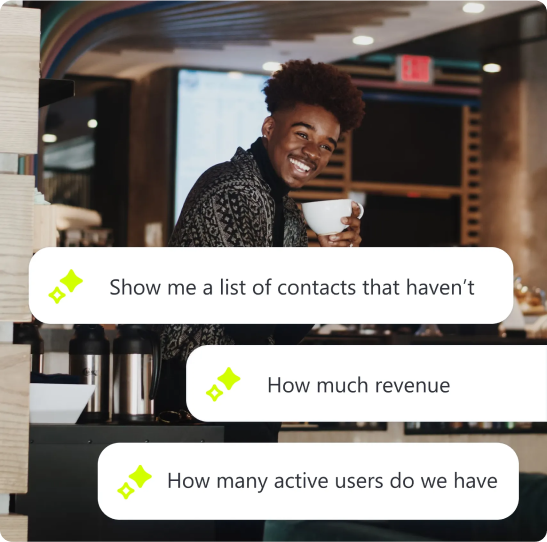 Show me a list of contacts that haven't
How much revenue
How many active users do we have